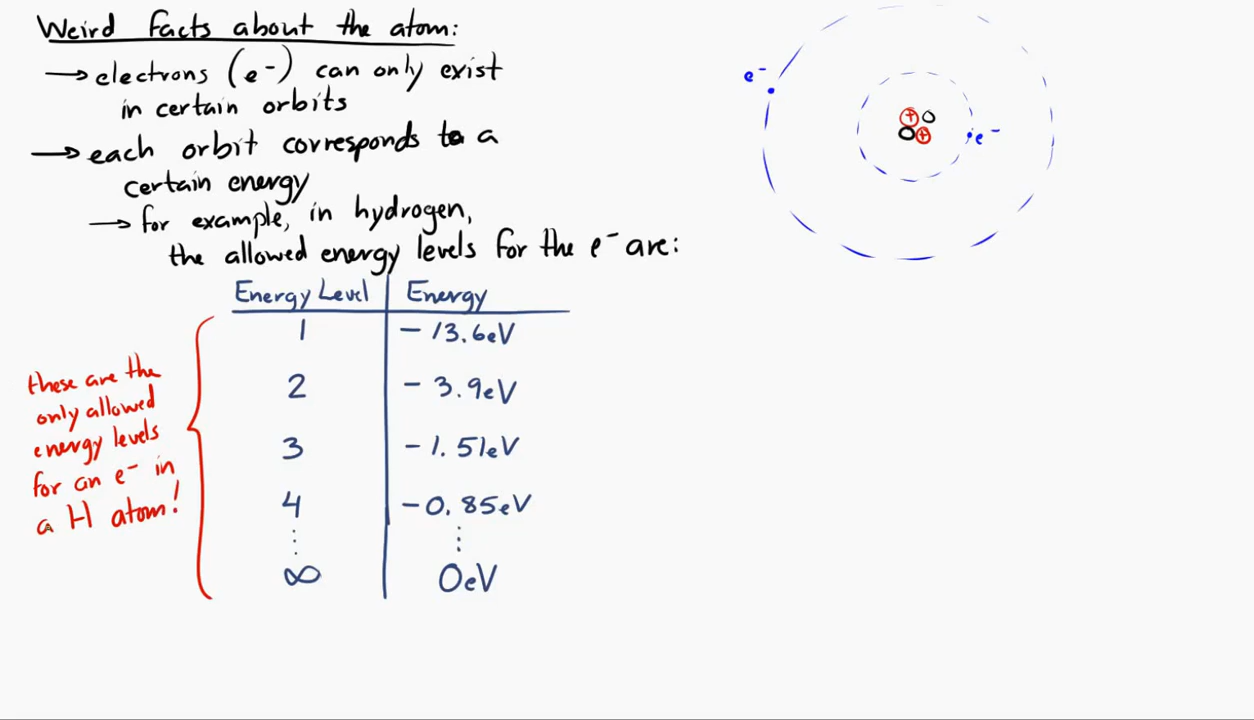 Weird facts about the atom:
→ electrons (e⁻) can only exist
in certain orbits
→ each orbit corresponds to a
certain energy
→ for example, in hydrogen,
the allowed energy levels for the e⁻ are:
Energy Level Energy
1 -13.6eV
2 -3.9eV
3 -1.51eV
4 -0.85eV
⋮ ⋮
∞ 0eV
these are the
only allowed
energy levels
for an e⁻ in
a H atom!
e⁻
+
+
e⁻